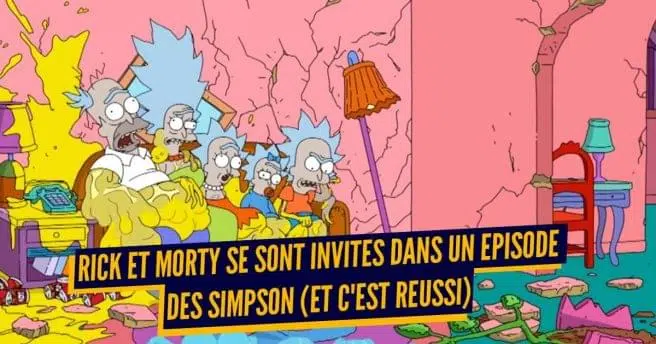 RICK ET MORTY SE SONT INVITES DANS UN EPISODE
DES SIMPSON (ET C'EST REUSSI)